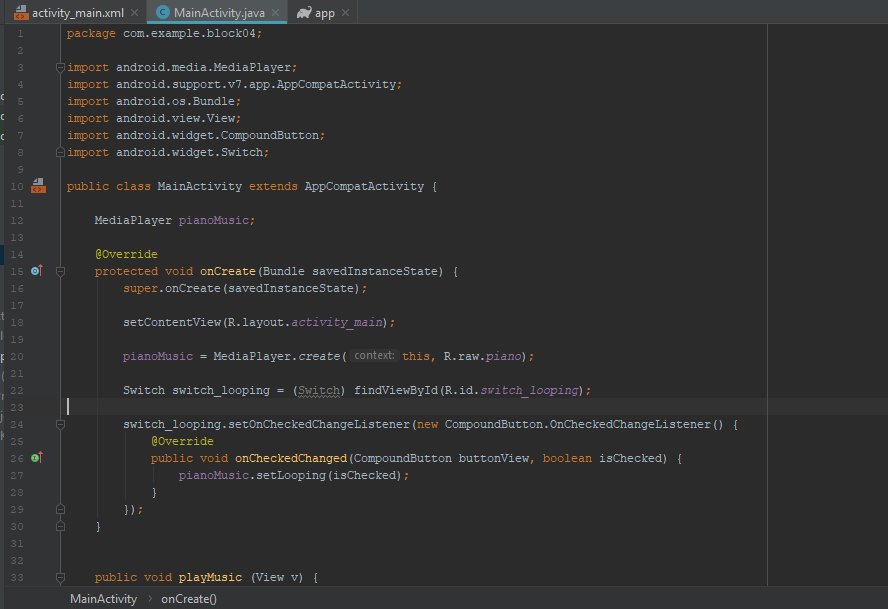 activity_main.xml MainActivity.java app
1 package com.example.block04;
2
3 import android.media.MediaPlayer;
4 import android.support.v7.app.AppCompatActivity;
5 import android.os.Bundle;
6 import android.view.View;
7 import android.widget.CompoundButton;
8 import android.widget.Switch;
9
10 public class MainActivity extends AppCompatActivity {
11
12 MediaPlayer pianoMusic;
13
14 @Override
15 protected void onCreate(Bundle savedInstanceState) {
16 super.onCreate(savedInstanceState);
17
18 setContentView(R.layout.activity_main);
19
20 pianoMusic = MediaPlayer.create( context: this, R.raw.piano);
21
22 Switch switch_looping = (Switch) findViewById(R.id.svitch_looping);
23
24 switch_looping.setOnCheckedChangeListener(new CompoundButton.OnCheckedChangeListener() {
25 @Override
26 public void onCheckedChanged(CompoundButton buttonView, boolean isChecked) {
27 pianoMusic.setLooping(isChecked);
28 }
29 });
30 }
31
32
33 public void playMusic (View v) {
MainActivity > onCreate()